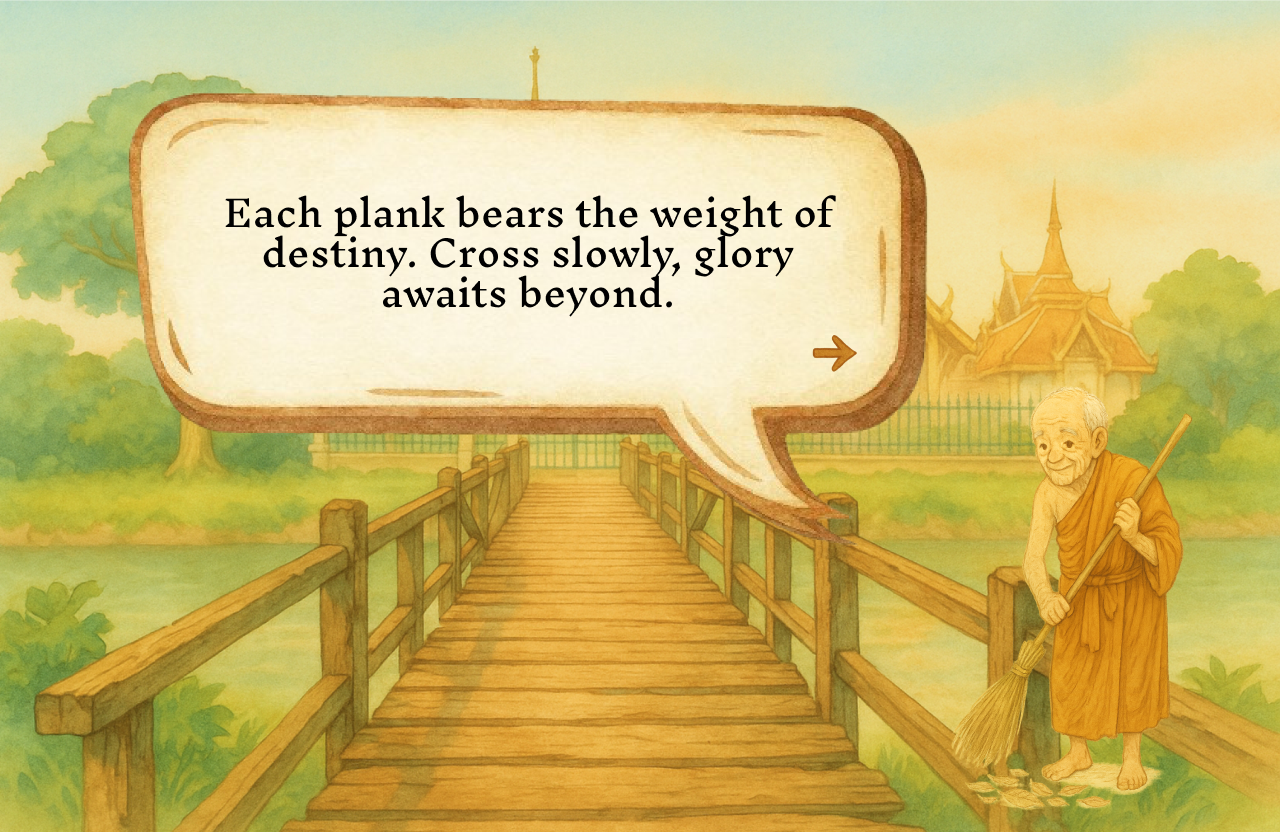 Each plank bears the weight of
destiny. Cross slowly, glory
awaits beyond.